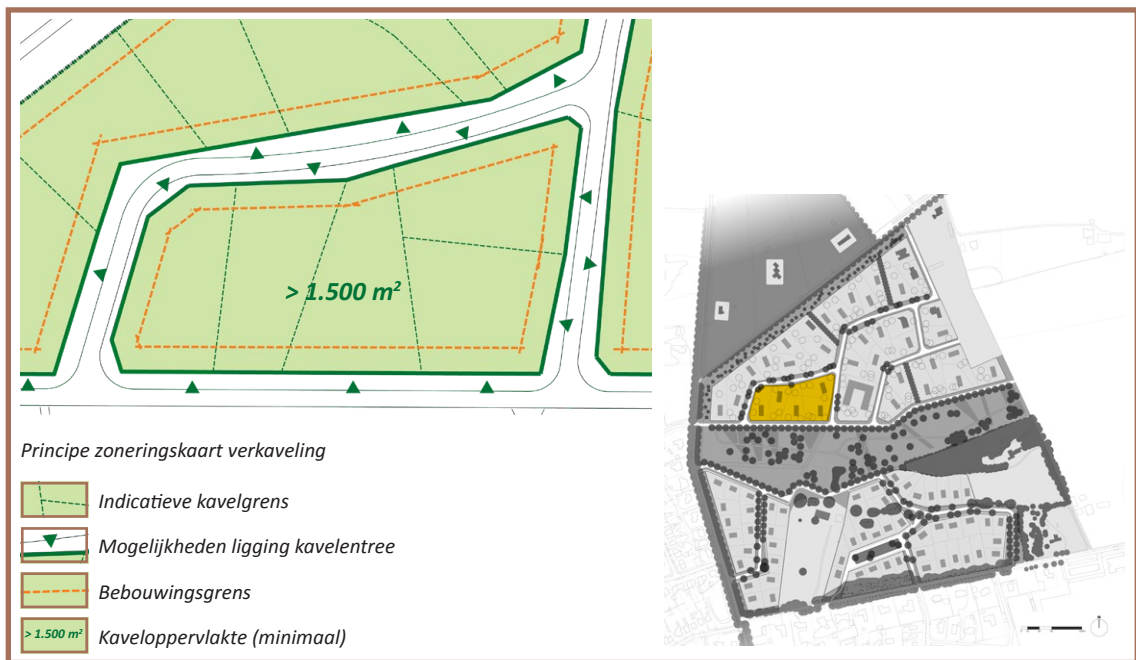 > 1.500 m²
Principe zoneringskaart verkaveling
Indicatieve kavelgrens
Mogelijkheden ligging kavelentree
Bebouwingsgrens
> 1.500 m²
Kaveloppervlakte (minimaal)